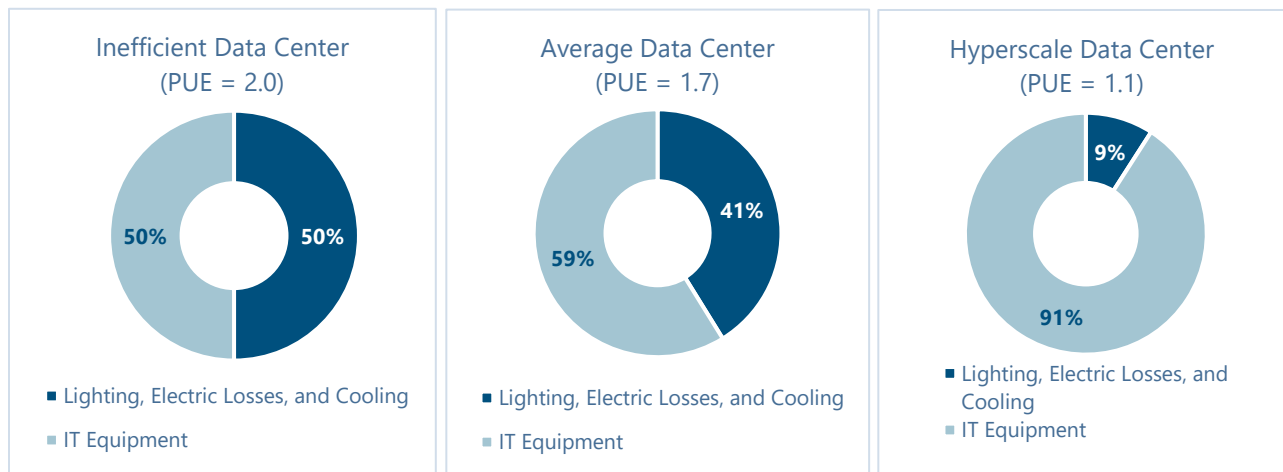 Inefficient Data Center
(PUE = 2.0)
50%
50%
Lighting, Electric Losses, and Cooling
IT Equipment
Average Data Center
(PUE = 1.7)
41%
59%
Lighting, Electric Losses, and Cooling
IT Equipment
Hyperscale Data Center
(PUE = 1.1)
9%
91%
Lighting, Electric Losses, and
Cooling
IT Equipment